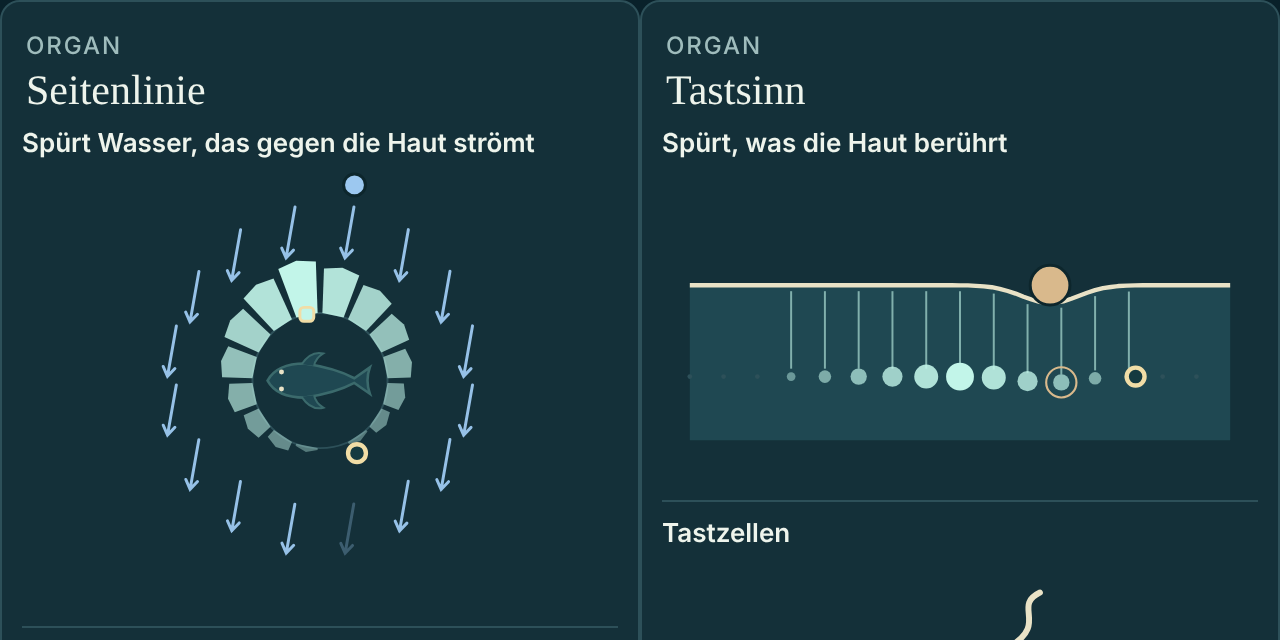 ORGAN
Seitenlinie
Spürt Wasser, das gegen die Haut strömt
ORGAN
Tastsinn
Spürt, was die Haut berührt
Tastzellen